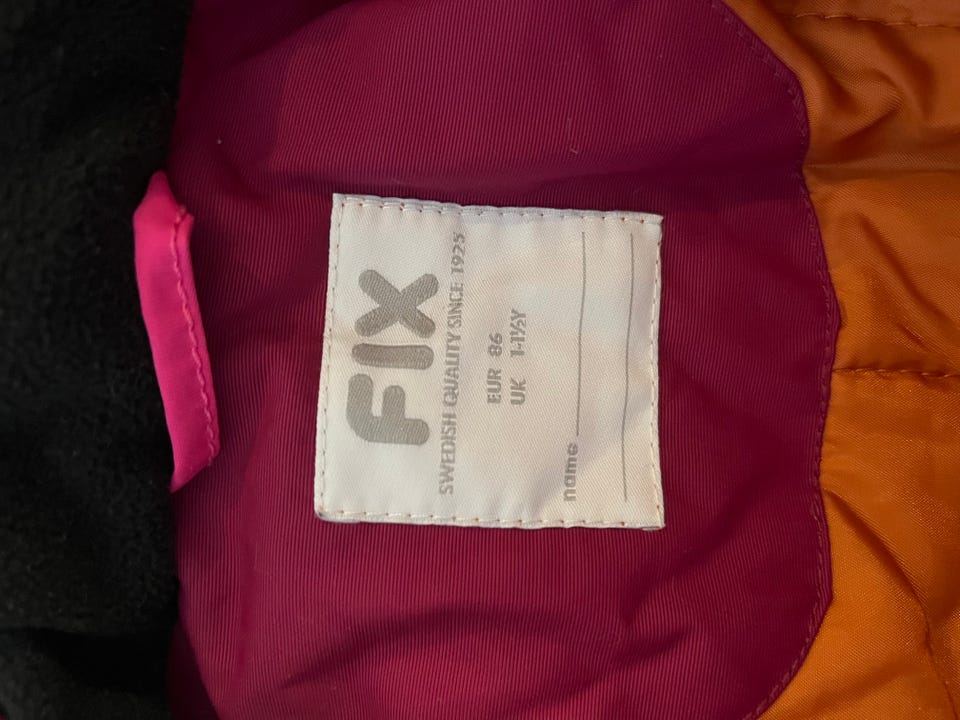 FIX
SWEDISH QUALITY SINCE 1925
EUR 86
UK 1-1½Y
name